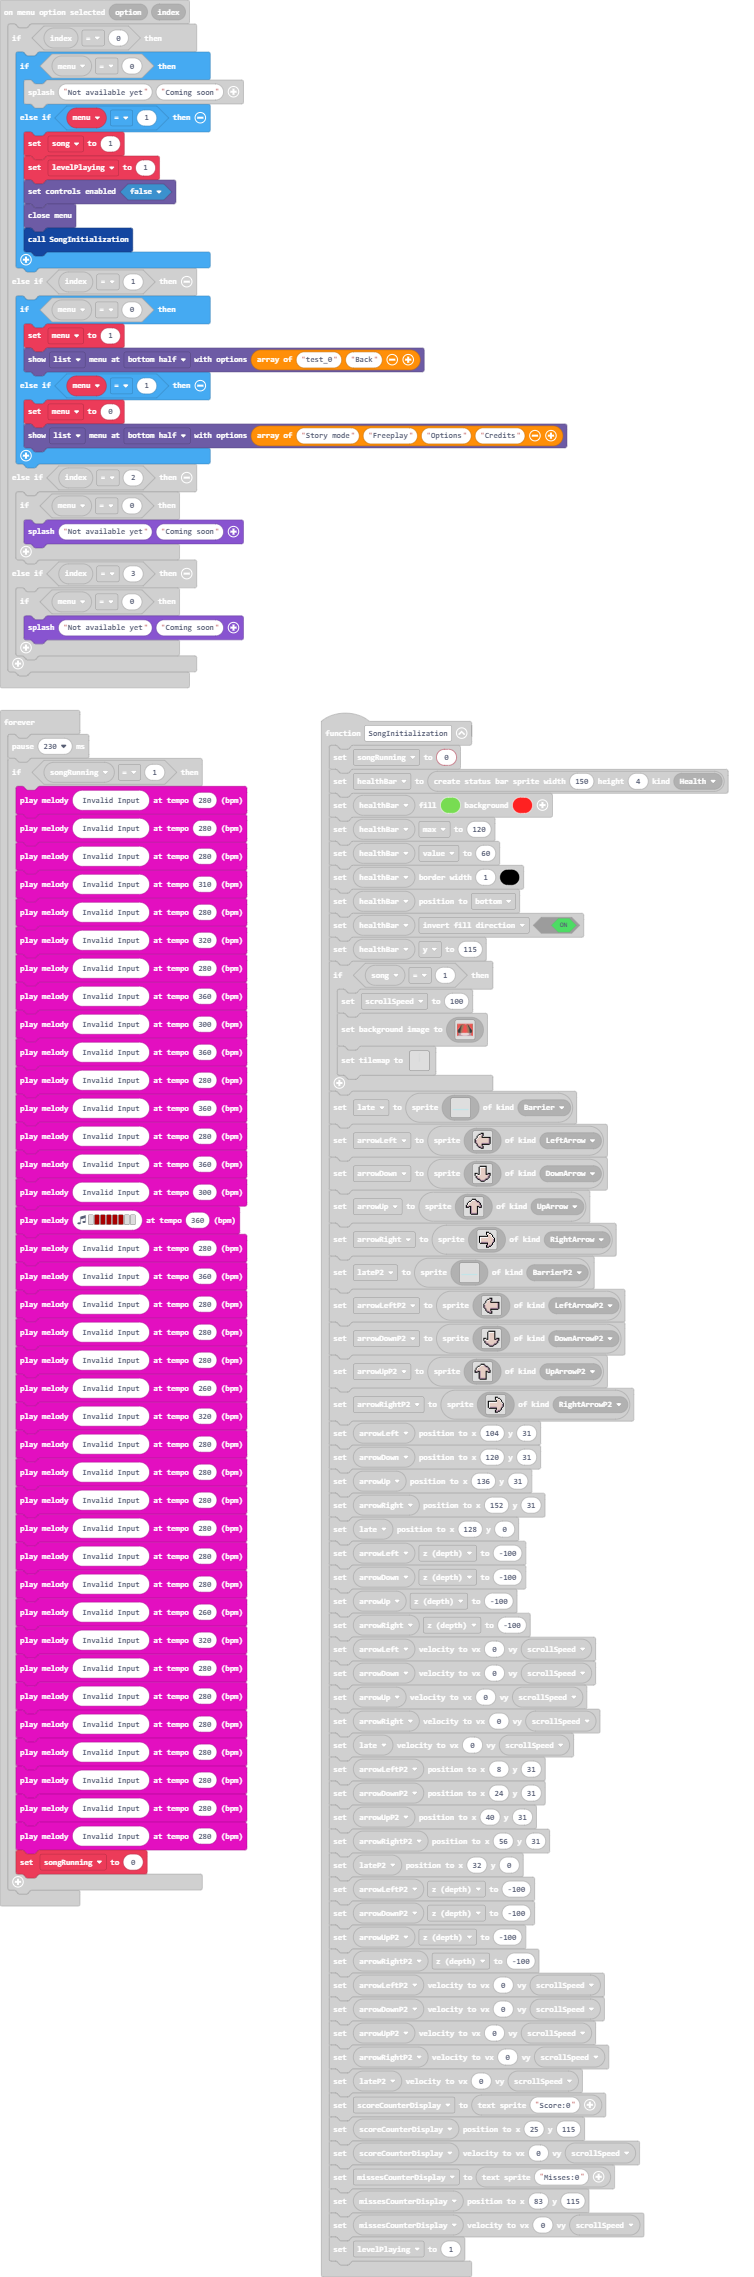 on menu option selected option index
if index = 0 then
if menu = 0 then
splash "Not available yet" "Coming soon"
else if menu = 1 then
set song to 1
set levelPlaying to 1
set controls enabled false
close menu
call SongInitialization
else if index = 1 then
if menu = 0 then
set menu to 1
show list menu at bottom half with options array of "test_0" "Back"
else if menu = 1 then
set menu to 0
show list menu at bottom half with options array of "Story mode" "Freeplay" "Options" "Credits"
else if index = 2 then
if menu = 0 then
splash "Not available yet" "Coming soon"
else if index = 3 then
if menu = 0 then
splash "Not available yet" "Coming soon"
forever
pause 230 ms
if songRunning = 1 then
play melody Invalid Input at tempo 280 (bpm)
play melody Invalid Input at tempo 280 (bpm)
play melody Invalid Input at tempo 280 (bpm)
play melody Invalid Input at tempo 310 (bpm)
play melody Invalid Input at tempo 280 (bpm)
play melody Invalid Input at tempo 320 (bpm)
play melody Invalid Input at tempo 280 (bpm)
play melody Invalid Input at tempo 360 (bpm)
play melody Invalid Input at tempo 300 (bpm)
play melody Invalid Input at tempo 360 (bpm)
play melody Invalid Input at tempo 280 (bpm)
play melody Invalid Input at tempo 360 (bpm)
play melody Invalid Input at tempo 280 (bpm)
play melody Invalid Input at tempo 360 (bpm)
play melody Invalid Input at tempo 300 (bpm)
play melody at tempo 360 (bpm)
play melody Invalid Input at tempo 280 (bpm)
play melody Invalid Input at tempo 360 (bpm)
play melody Invalid Input at tempo 280 (bpm)
play melody Invalid Input at tempo 280 (bpm)
play melody Invalid Input at tempo 280 (bpm)
play melody Invalid Input at tempo 260 (bpm)
play melody Invalid Input at tempo 320 (bpm)
play melody Invalid Input at tempo 280 (bpm)
play melody Invalid Input at tempo 280 (bpm)
play melody Invalid Input at tempo 280 (bpm)
play melody Invalid Input at tempo 280 (bpm)
play melody Invalid Input at tempo 280 (bpm)
play melody Invalid Input at tempo 280 (bpm)
play melody Invalid Input at tempo 260 (bpm)
play melody Invalid Input at tempo 320 (bpm)
play melody Invalid Input at tempo 280 (bpm)
play melody Invalid Input at tempo 280 (bpm)
play melody Invalid Input at tempo 280 (bpm)
play melody Invalid Input at tempo 280 (bpm)
play melody Invalid Input at tempo 280 (bpm)
play melody Invalid Input at tempo 280 (bpm)
play melody Invalid Input at tempo 280 (bpm)
set songRunning to 0
function SongInitialization
set songRunning to 0
set healthBar to create status bar sprite width 150 height 4 kind Health
set healthBar fill background
set healthBar max to 120
set healthBar value to 60
set healthBar border width 1
set healthBar position to bottom
set healthBar invert fill direction ON
set healthBar y to 115
if song = 1 then
set scrollSpeed to 100
set background image to
set tilemap to
set late to sprite of kind Barrier
set arrowLeft to sprite of kind LeftArrow
set arrowDown to sprite of kind DownArrow
set arrowUp to sprite of kind UpArrow
set arrowRight to sprite of kind RightArrow
set lateP2 to sprite of kind BarrierP2
set arrowLeftP2 to sprite of kind LeftArrowP2
set arrowDownP2 to sprite of kind DownArrowP2
set arrowUpP2 to sprite of kind UpArrowP2
set arrowRightP2 to sprite of kind RightArrowP2
set arrowLeft position to x 104 y 31
set arrowDown position to x 120 y 31
set arrowUp position to x 136 y 31
set arrowRight position to x 152 y 31
set late position to x 128 y 0
set arrowLeft z (depth) to -100
set arrowDown z (depth) to -100
set arrowUp z (depth) to -100
set arrowRight z (depth) to -100
set arrowLeft velocity to vx 0 vy scrollSpeed
set arrowDown velocity to vx 0 vy scrollSpeed
set arrowUp velocity to vx 0 vy scrollSpeed
set arrowRight velocity to vx 0 vy scrollSpeed
set late velocity to vx 0 vy scrollSpeed
set arrowLeftP2 position to x 8 y 31
set arrowDownP2 position to x 24 y 31
set arrowUpP2 position to x 40 y 31
set arrowRightP2 position to x 56 y 31
set lateP2 position to x 32 y 0
set arrowLeftP2 z (depth) to -100
set arrowDownP2 z (depth) to -100
set arrowUpP2 z (depth) to -100
set arrowRightP2 z (depth) to -100
set arrowLeftP2 velocity to vx 0 vy scrollSpeed
set arrowDownP2 velocity to vx 0 vy scrollSpeed
set arrowUpP2 velocity to vx 0 vy scrollSpeed
set arrowRightP2 velocity to vx 0 vy scrollSpeed
set lateP2 velocity to vx 0 vy scrollSpeed
set scoreCounterDisplay to text sprite "Score:0"
set scoreCounterDisplay position to x 25 y 115
set scoreCounterDisplay velocity to vx 0 vy scrollSpeed
set missesCounterDisplay to text sprite "Misses:0"
set missesCounterDisplay position to x 83 y 115
set missesCounterDisplay velocity to vx 0 vy scrollSpeed
set levelPlaying to 1